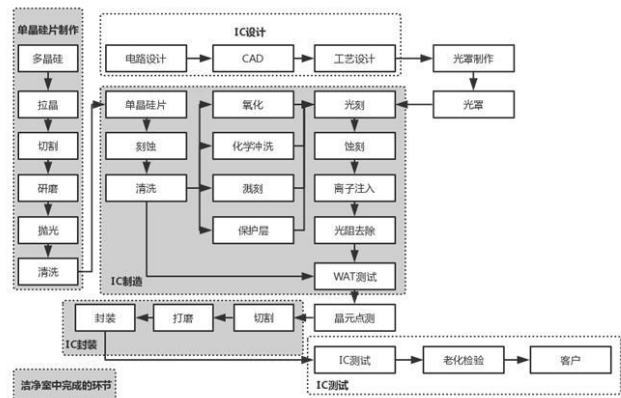 单晶硅片制作
多晶硅
拉晶
切割
研磨
抛光
清洗
IC设计
电路设计
CAD
工艺设计
光罩制作
光罩
单晶硅片
刻蚀
清洗
氧化
化学冲洗
溅刻
保护层
光刻
蚀刻
离子注入
光阻去除
WAT测试
IC制造
晶元点测
切割
打磨
封装
IC封装
IC测试
老化检验
客户
IC测试
洁净室中完成的环节